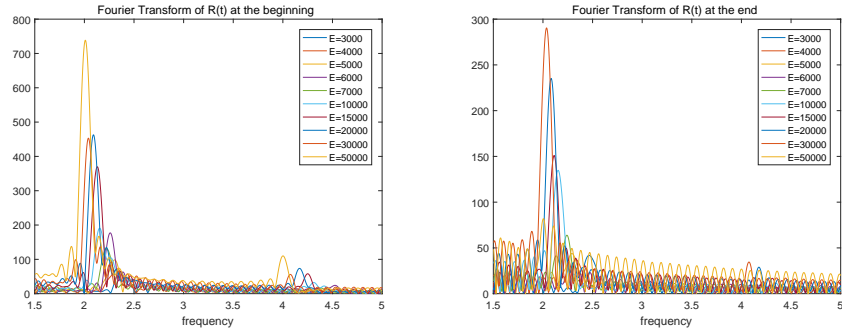 Fourier Transform of R(t) at the beginning
800
700
600
500
400
300
200
100
0
1.5
2
2.5
3
3.5
4
4.5
5
frequency
E=3000
E=4000
E=5000
E=6000
E=7000
E=10000
E=15000
E=20000
E=30000
E=50000
Fourier Transform of R(t) at the end
300
250
200
150
100
50
0
1.5
2
2.5
3
3.5
4
4.5
5
frequency
E=3000
E=4000
E=5000
E=6000
E=7000
E=10000
E=15000
E=20000
E=30000
E=50000